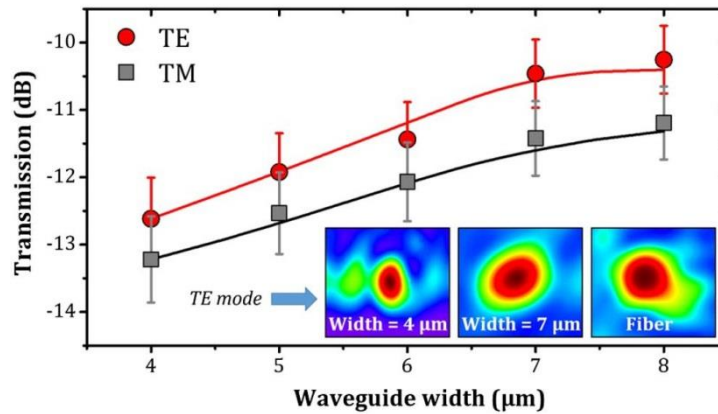 TE
TM
Transmission (dB)
-10
-11
-12
-13
-14
TE mode
Width = 4 μm
Width = 7 μm
Fiber
4
5
6
7
8
Waveguide width (μm)